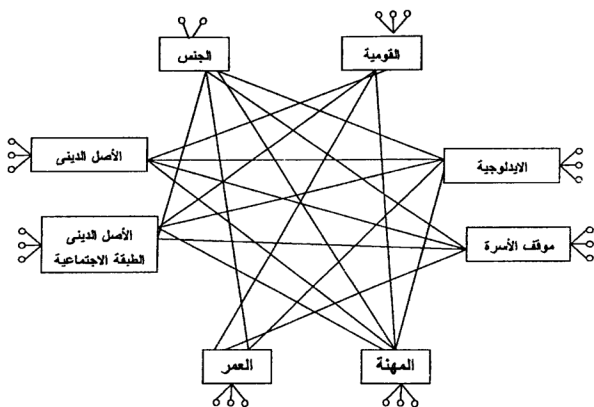 القومية
الجنس
الايدلوجية
الأصل الدينى
موقف الأسرة
الأصل الدينى
الطبقة الاجتماعية
المهنة
العمر